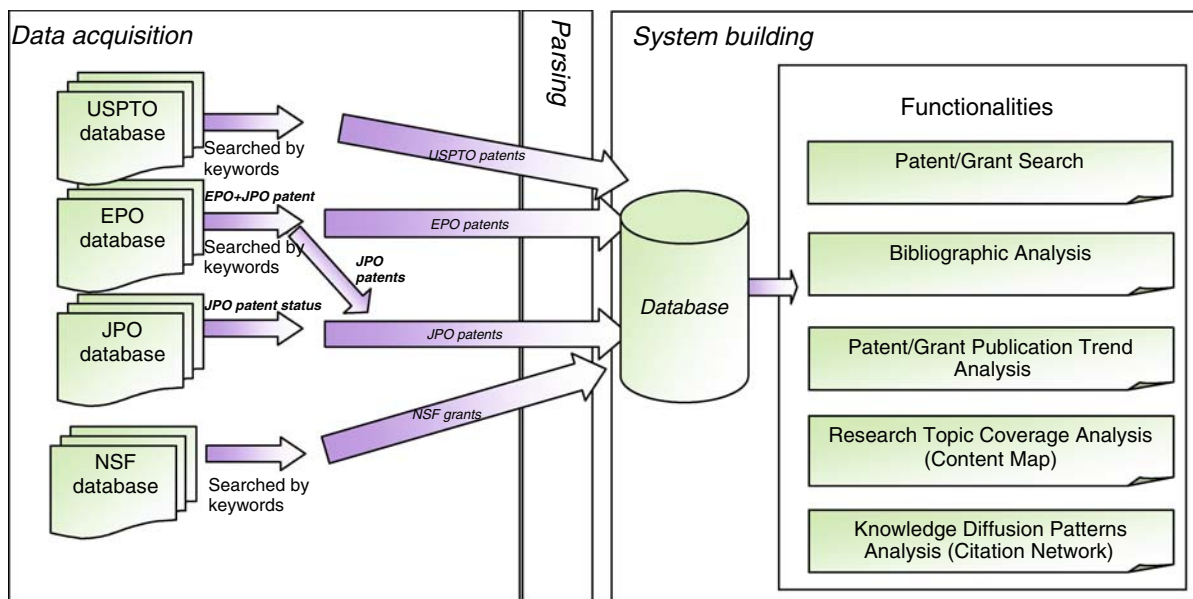 Data acquisition
USPTO
database
Searched by
keywords
EPO+JPO patent
EPO
database
Searched by
keywords
JPO
patents
JPO patent status
JPO
database
NSF
database
Searched by
keywords
Parsing
USPTO patents
EPO patents
JPO patents
NSF grants
System building
Database
Functionalities
Patent/Grant Search
Bibliographic Analysis
Patent/Grant Publication Trend
Analysis
Research Topic Coverage Analysis
(Content Map)
Knowledge Diffusion Patterns
Analysis (Citation Network)